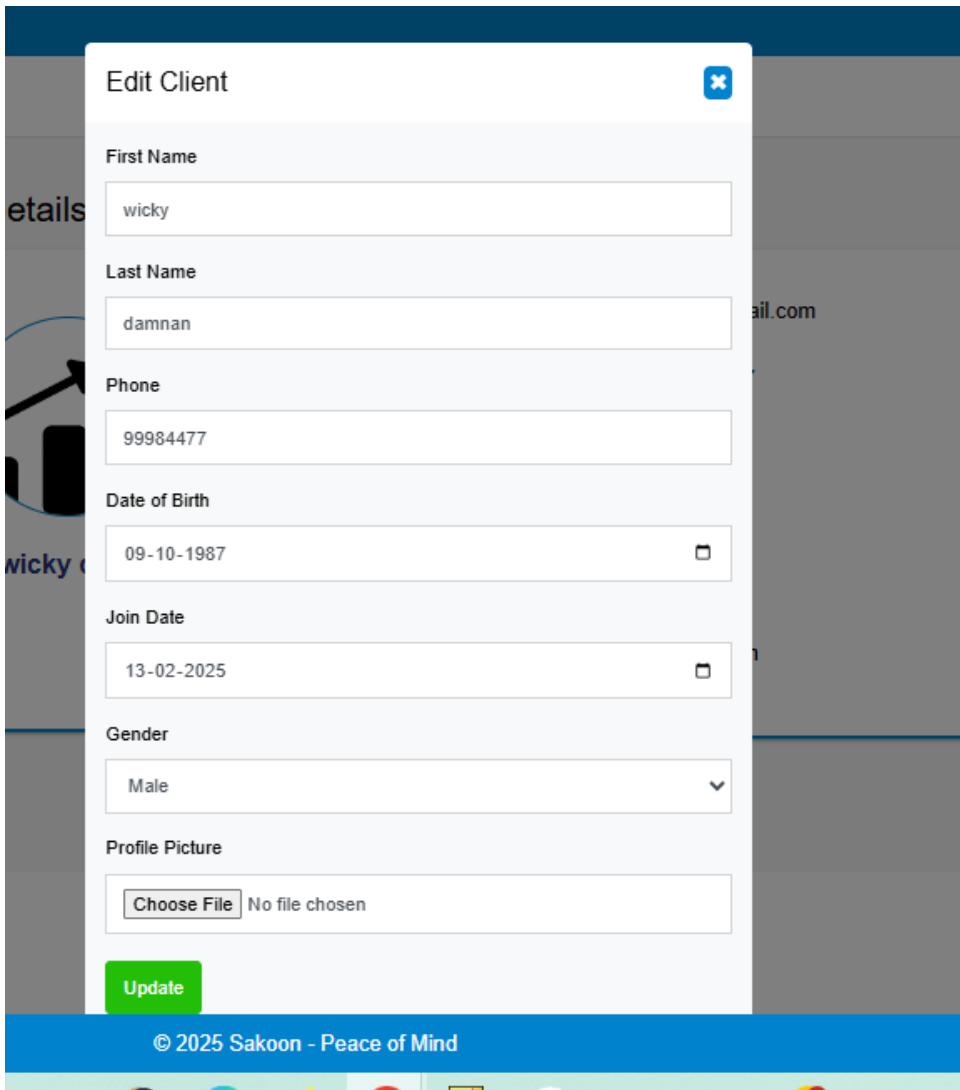 Edit Client
First Name
wicky
etails
Last Name
damnan
ail.com
Phone
99984477
Date of Birth
09-10-1987
wicky
Join Date
13-02-2025
Gender
Male
Profile Picture
Choose File No file chosen
Update
© 2025 Sakoon - Peace of Mind